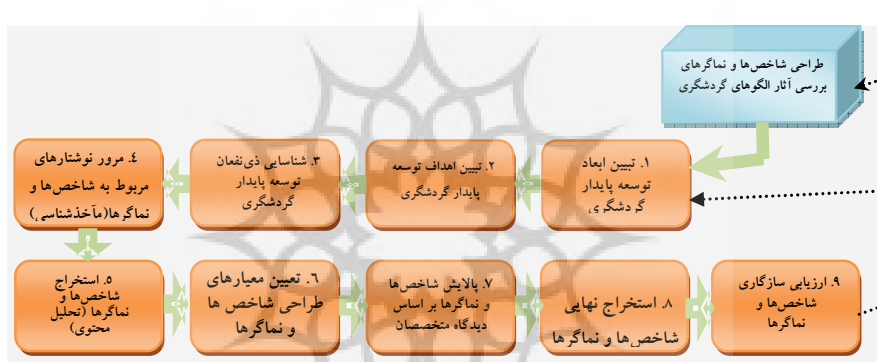 طراحی شاخص‌ها و نماگرهای
بررسی آثار الگوهای گردشگری
۱. تبیین ابعاد
توسعه پایدار
گردشگری
۲. تبیین اهداف توسعه
پایدار گردشگری
۳. شناسایی ذی‌نفعان
توسعه پایدار
گردشگری
۴. مرور نوشتارهای
مربوط به شاخص‌ها و
نماگرها(مآخذشناسی)
۵. استخراج
شاخص‌ها و
نماگرها (تحلیل
محتوی)
۶. تعیین معیارهای
طراحی شاخص ها
و نماگرها
۷. پالایش شاخص‌ها
و نماگرها بر اساس
دیدگاه متخصصان
۸. استخراج نهایی
شاخص‌ها و نماگرها
۹. ارزیابی سازگاری
شاخص‌ها و
نماگرها